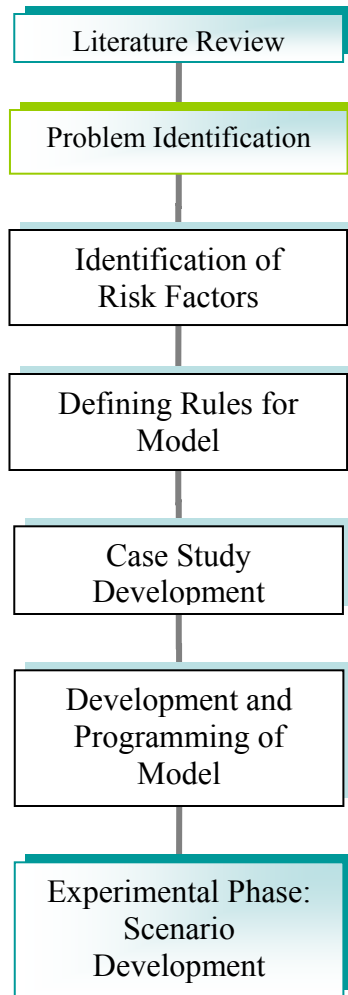 Literature Review
Problem Identification
Identification of
Risk Factors
Defining Rules for
Model
Case Study
Development
Development and
Programming of
Model
Experimental Phase:
Scenario
Development